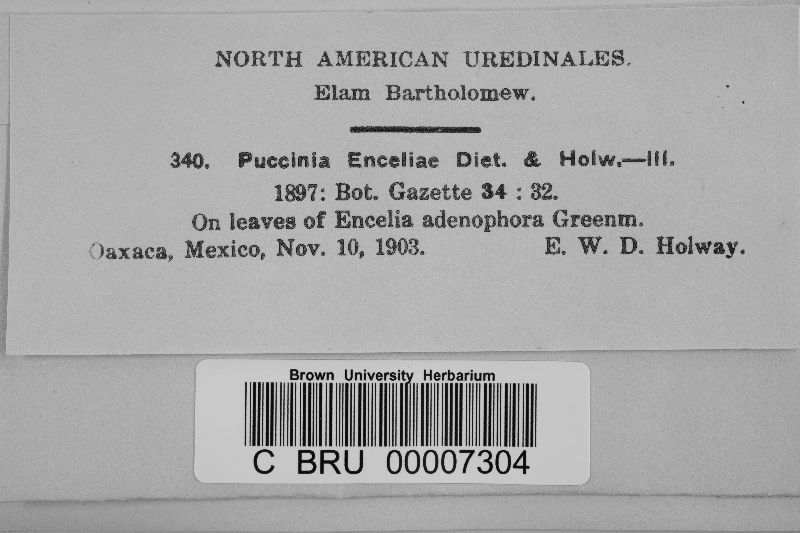 NORTH AMERICAN UREDINALES.
Elam Bartholomew.
340. Puccinia Enceliae Diet. & Holw.—III.
1897: Bot. Gazette 34 : 32.
On leaves of Encelia adenophora Greenm.
Oaxaca, Mexico, Nov. 10, 1903. E. W. D. Holway.
Brown University Herbarium
C BRU 00007304